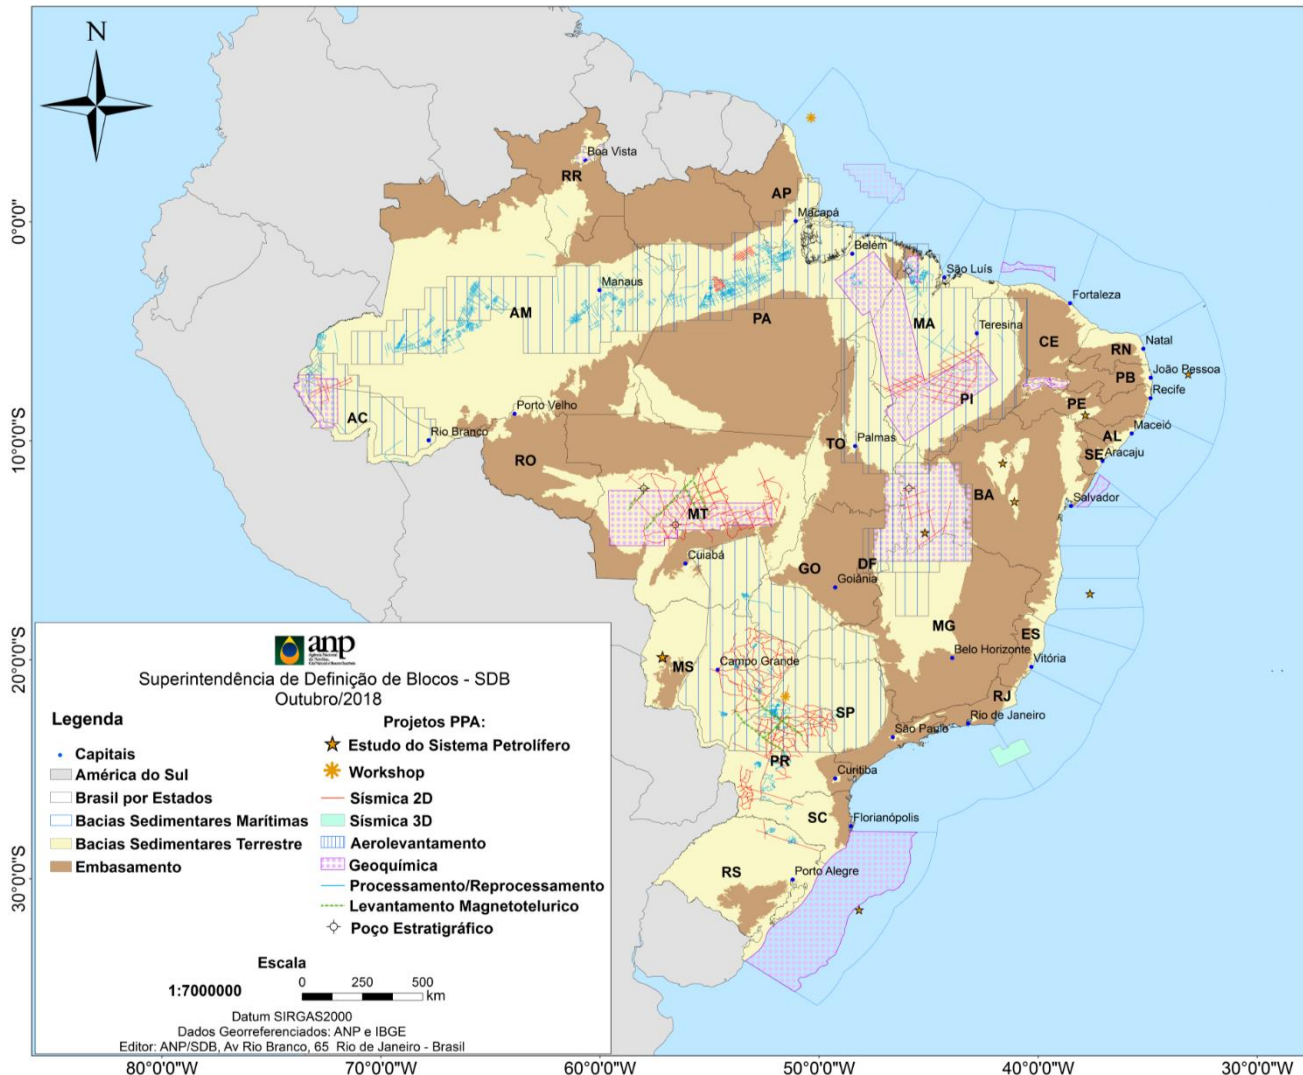 N
Boa Vista
RR
AP
Macapá
0°0'0"
Belém
São Luís
Manaus
Fortaleza
AM
PA
MA
Teresina
CE
Natal
RN
João Pessoa
PB
Recife
PI
PE
AC
Porto Velho
Maceió
10°0'0"S
Rio Branco
TO
Palmas
AL
SE
Aracaju
RO
BA
Salvador
MT
Cuiabá
GO
DF
Goiânia
MG
ES
Belo Horizonte
Vitória
20°0'0"S
MS
Campo Grande
RJ
SP
Rio de Janeiro
São Paulo
PR
Curitiba
SC
Florianópolis
RS
Porto Alegre
30°0'0"S
anp
Superintendência de Definição de Blocos - SDB
Outubro/2018
Legenda
Capitais
América do Sul
Brasil por Estados
Bacias Sedimentares Marítimas
Bacias Sedimentares Terrestre
Embasamento
Projetos PPA:
Estudo do Sistema Petrolífero
Workshop
Sísmica 2D
Sísmica 3D
Aerolevantamento
Geoquímica
Processamento/Reprocessamento
Levantamento Magnetotelurico
Poço Estratigráfico
Escala
1:7000000
0 250 500
km
Datum SIRGAS2000
Dados Georreferenciados: ANP e IBGE
Editor: ANP/SDB, Av Rio Branco, 65 Rio de Janeiro - Brasil
80°0'0"W 70°0'0"W 60°0'0"W 50°0'0"W 40°0'0"W 30°0'0"W